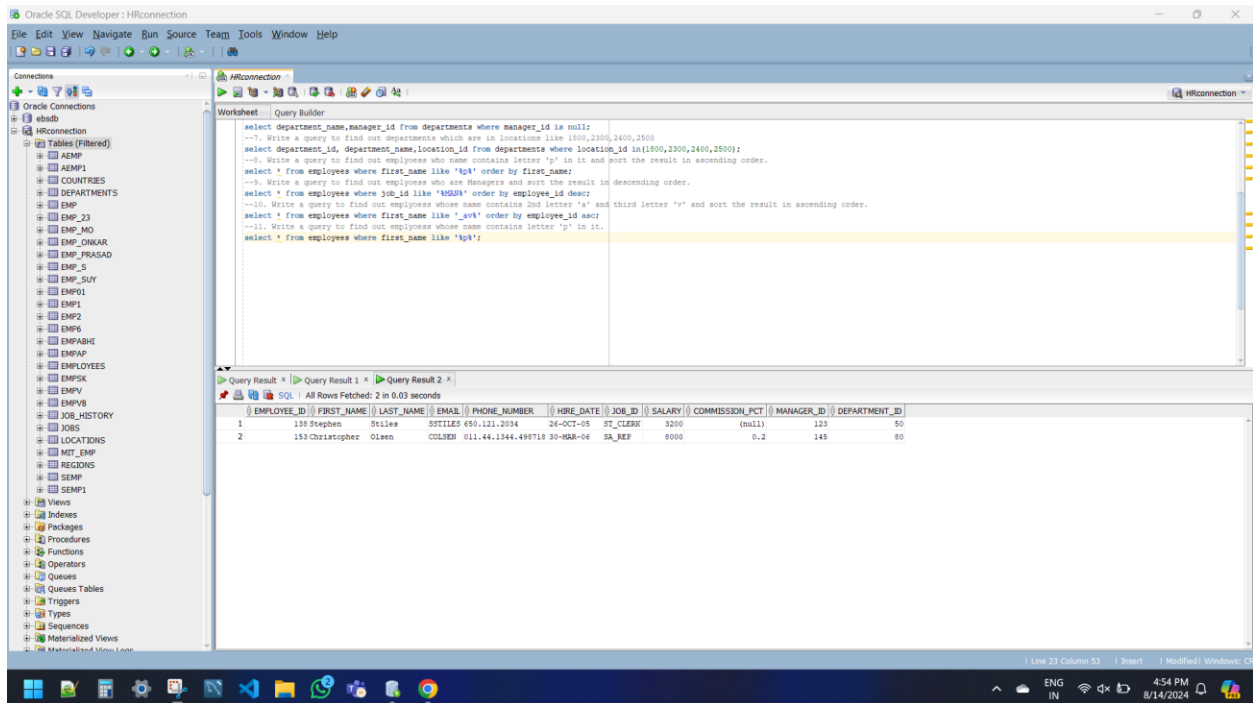 Oracle SQL Developer : HRconnection
File Edit View Navigate Run Source Team Tools Window Help
Connections
HRconnection
HRconnection
Oracle Connections
ebsdb
HRconnection
Tables (Filtered)
AEMP
AEMP1
COUNTRIES
DEPARTMENTS
EMP
EMP_23
EMP_MO
EMP_ONKAR
EMP_PRASAD
EMP_S
EMP_SUY
EMP01
EMP1
EMP2
EMP6
EMPABHI
EMPAP
EMPLOYEES
EMPSK
EMPV
EMPVB
JOB_HISTORY
JOBS
LOCATIONS
MIT_EMP
REGIONS
SEMP
SEMP1
Views
Indexes
Packages
Procedures
Functions
Operators
Queues
Queues Tables
Triggers
Types
Sequences
Materialized Views
Materialized View Logs
Worksheet Query Builder
select department_name,manager_id from departments where manager_id is null;
--7. Write a query to find out departments which are in locations like 1800,2300,2400,2500
select department_id, department_name,location_id from departments where location_id in(1800,2300,2400,2500);
--8. Write a query to find out emplyoess who name contains letter 'p' in it and sort the result in ascending order.
select * from employees where first_name like '%p%' order by first_name;
--9. Write a query to find out emplyoess who are Managers and sort the result in descending order.
select * from employees where job_id like '%MAN%' order by employee_id desc;
--10. Write a query to find out emplyoess whose name contains 2nd letter 'a' and third letter 'v' and sort the result in ascending order.
select * from employees where first_name like '_av%' order by employee_id asc;
--11. Write a query to find out emplyoess whose name contains letter 'p' in it.
select * from employees where first_name like '%p%';
Query Result Query Result 1 Query Result 2
SQL All Rows Fetched: 2 in 0.03 seconds
EMPLOYEE_ID FIRST_NAME LAST_NAME EMAIL PHONE_NUMBER HIRE_DATE JOB_ID SALARY COMMISSION_PCT MANAGER_ID DEPARTMENT_ID
1 138 Stephen Stiles SSTILES 650.121.2034 26-OCT-05 ST_CLERK 3200 (null) 123 50
2 153 Christopher Olsen COLSEN 011.44.1344.498718 30-MAR-06 SA_REP 8000 0.2 145 80
Line 23 Column 53 Insert Modified Windows: CR
2
ENG
IN
4:54 PM
8/14/2024